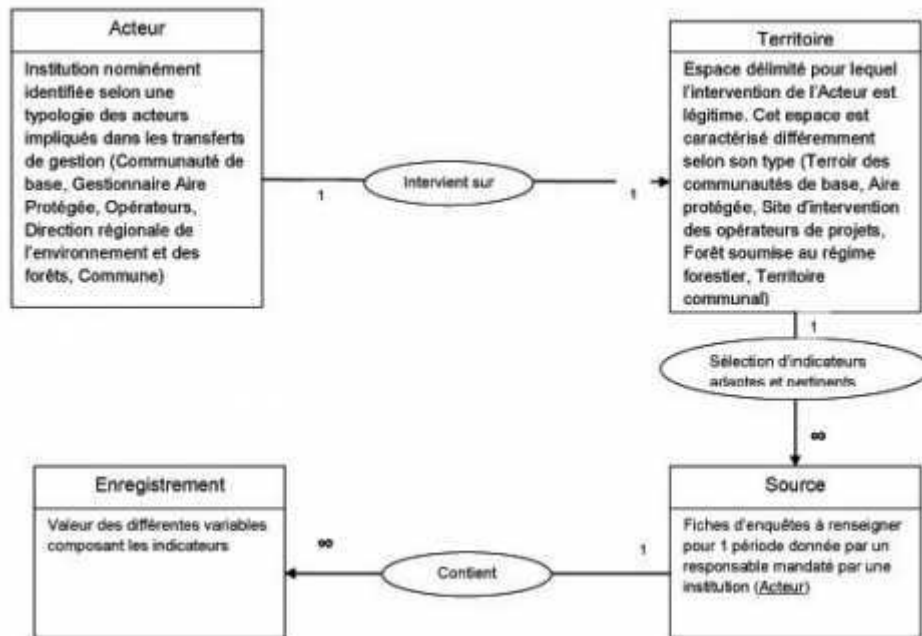 Acteur
Institution nominément
identifiée selon une
typologie des acteurs
impliqués dans les transferts
de gestion (Communauté de
base, Gestionnaire Aire
Protégée, Opérateurs,
Direction régionale de
l'environnement et des
forêts, Commune)
1
Intervient sur
1
Territoire
Espace délimité pour lequel
l'intervention de l'Acteur est
légitime. Cet espace est
caractérisé différemment
selon son type (Terroir des
communautés de base, Aire
protégée, Site d'intervention
des opérateurs de projets,
Forêt soumise au régime
forestier, Territoire
communal)
1
Sélection d'indicateurs
adaptes et pertinents
∞
Source
Fiches d'enquêtes à renseigner
pour 1 période donnée par un
responsable mandaté par une
institution (Acteur)
1
Contient
∞
Enregistrement
Valeur des différentes variables
composant les indicateurs